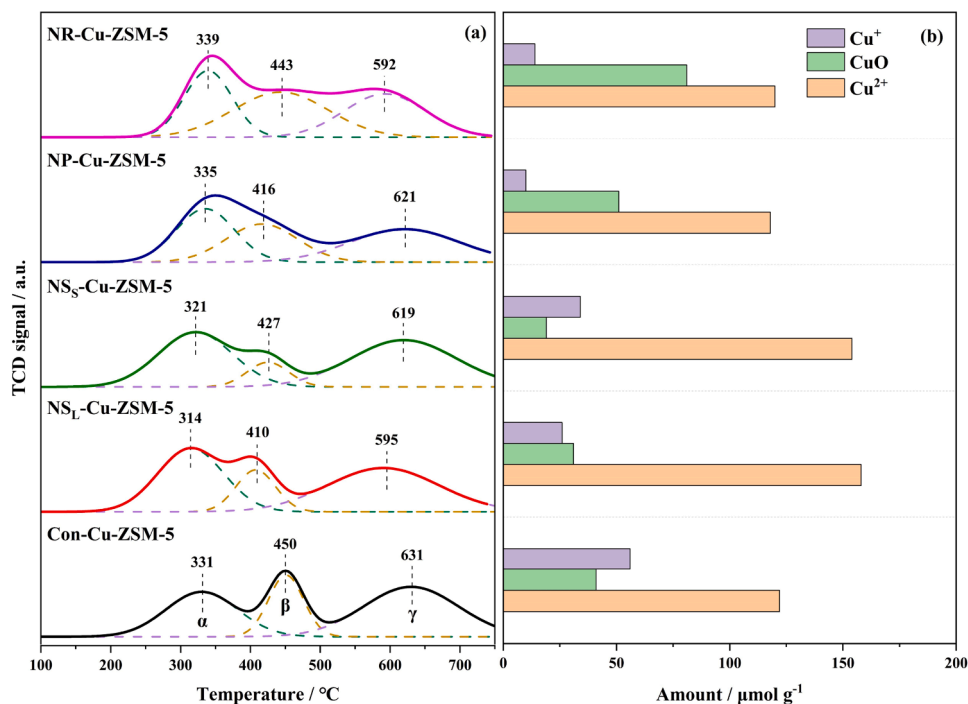 NR-Cu-ZSM-5
(a)
339
443
592
NP-Cu-ZSM-5
335
416
621
NSS-Cu-ZSM-5
321
427
619
NSL-Cu-ZSM-5
314
410
595
Con-Cu-ZSM-5
331
450
631
α
β
γ
TCD signal / a.u.
100 200 300 400 500 600 700
Temperature / °C
(b)
Cu+
CuO
Cu2+
0 50 100 150 200
Amount / μmol g-1